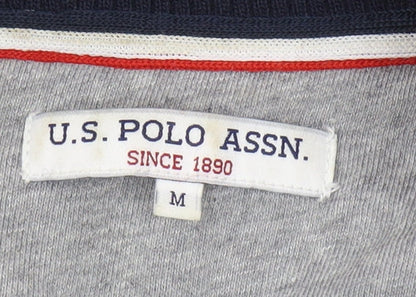 U.S. POLO ASSN.
SINCE 1890
M